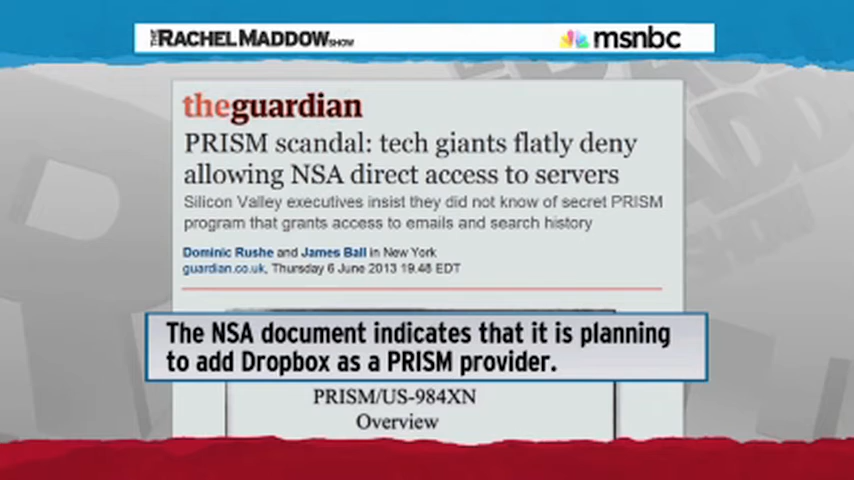 THE RACHEL MADDOW SHOW
msnbc
theguardian
PRISM scandal: tech giants flatly deny
allowing NSA direct access to servers
Silicon Valley executives insist they did not know of secret PRISM
program that grants access to emails and search history
Dominic Rushe and James Ball in New York
guardian.co.uk, Thursday 6 June 2013 19.48 EDT
The NSA document indicates that it is planning
to add Dropbox as a PRISM provider.
PRISM/US-984XN
Overview